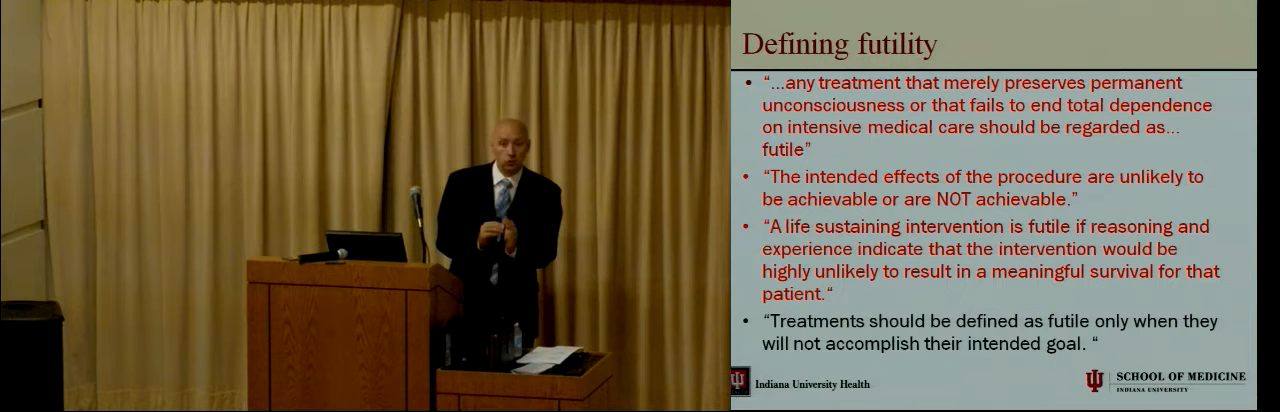 Defining futility
• “...any treatment that merely preserves permanent
unconsciousness or that fails to end total dependence
on intensive medical care should be regarded as...
futile”
• “The intended effects of the procedure are unlikely to
be achievable or are NOT achievable.”
• “A life sustaining intervention is futile if reasoning and
experience indicate that the intervention would be
highly unlikely to result in a meaningful survival for that
patient.“
• “Treatments should be defined as futile only when they
will not accomplish their intended goal. “
Indiana University Health
SCHOOL OF MEDICINE
INDIANA UNIVERSITY